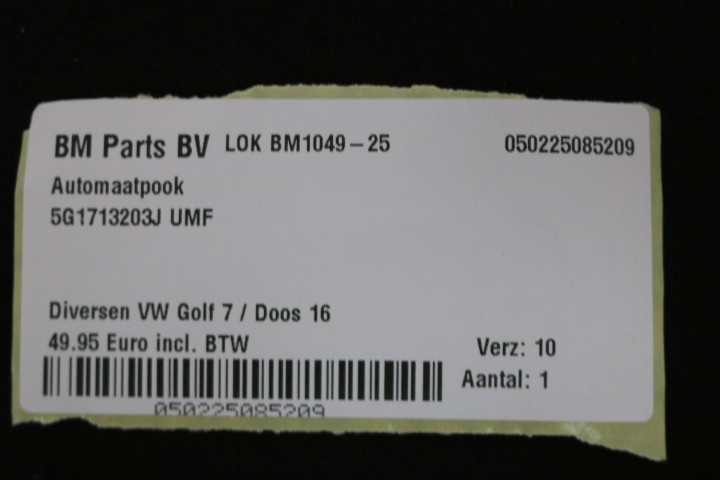 BM Parts BV LOK BM1049-25 050225085209
Automaatpook
5G1713203J UMF
Diversen VW Golf 7 / Doos 16
49.95 Euro incl. BTW
Verz: 10
Aantal: 1
050225085209